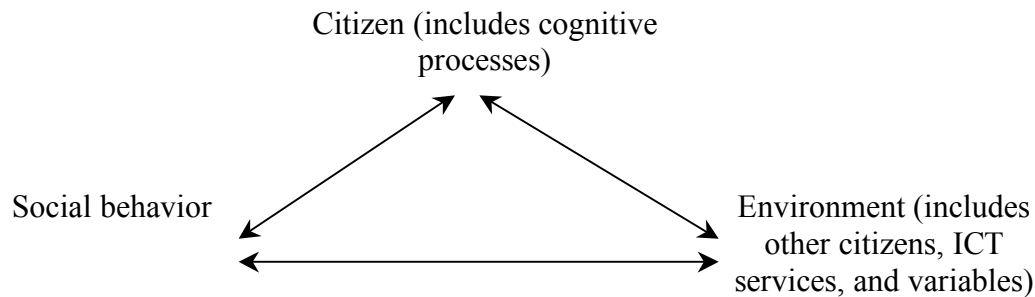 Citizen (includes cognitive
processes)
Social behavior
Environment (includes
other citizens, ICT
services, and variables)